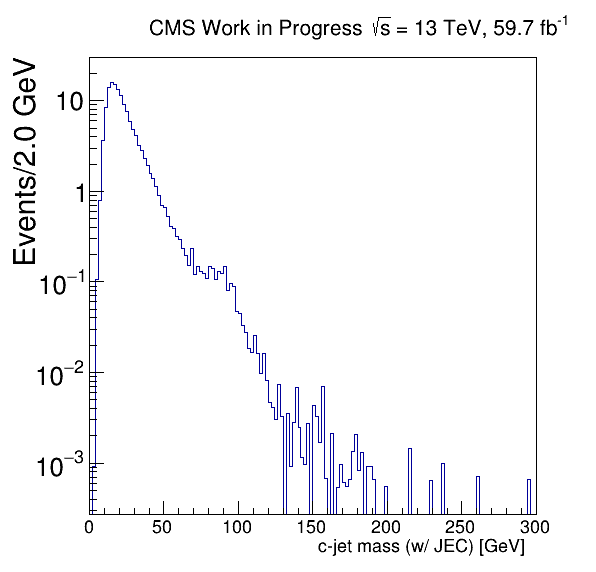 CMS Work in Progress √s = 13 TeV, 59.7 fb⁻¹
Events/2.0 GeV
10
1
10⁻¹
10⁻²
10⁻³
0 50 100 150 200 250 300
c-jet mass (w/ JEC) [GeV]